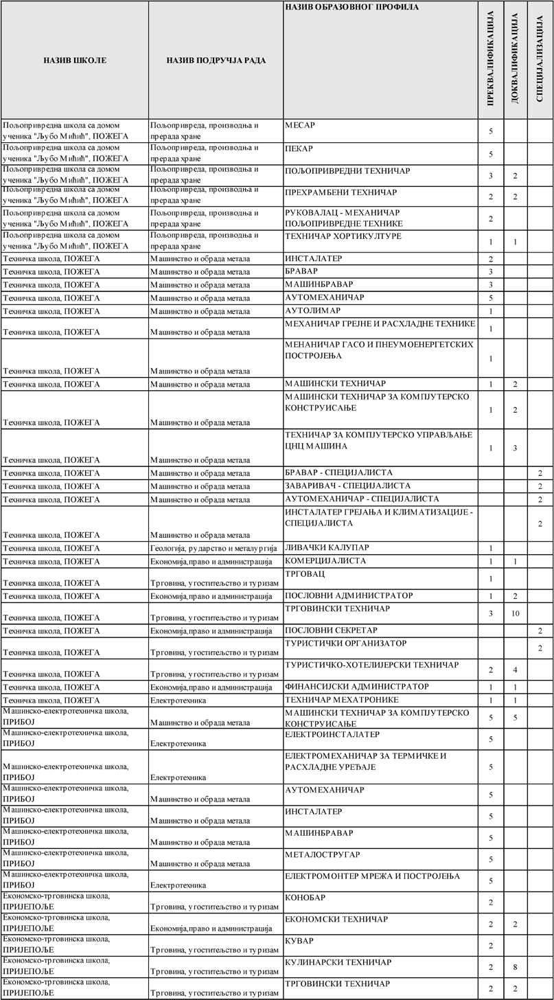 НАЗИВ ШКОЛЕ
НАЗИВ ПОДРУЧЈА РАДА
НАЗИВ ОБРАЗОВНОГ ПРОФИЛА
ПРЕКВАЛИФИКАЦИЈА
ДОКВАЛИФИКАЦИЈА
СПЕЦИЈАЛИЗАЦИЈА
Пољопривредна школа са домом
ученика "Љубо Мићић", ПОЖЕГА
Пољопривреда, производња и
прерада хране
МЕСАР
5
Пољопривредна школа са домом
ученика "Љубо Мићић", ПОЖЕГА
Пољопривреда, производња и
прерада хране
ПЕКАР
5
Пољопривредна школа са домом
ученика "Љубо Мићић", ПОЖЕГА
Пољопривреда, производња и
прерада хране
ПОЉОПРИВРЕДНИ ТЕХНИЧАР
3 2
Пољопривредна школа са домом
ученика "Љубо Мићић", ПОЖЕГА
Пољопривреда, производња и
прерада хране
ПРЕХРАМБЕНИ ТЕХНИЧАР
2 2
Пољопривредна школа са домом
ученика "Љубо Мићић", ПОЖЕГА
Пољопривреда, производња и
прерада хране
РУКОВАЛАЦ - МЕХАНИЧАР
ПОЉОПРИВРЕДНЕ ТЕХНИКЕ
2
Пољопривредна школа са домом
ученика "Љубо Мићић", ПОЖЕГА
Пољопривреда, производња и
прерада хране
ТЕХНИЧАР ХОРТИКУЛТУРЕ
1 1
Техничка школа, ПОЖЕГА Машинство и обрада метала ИНСТАЛАТЕР 2
Техничка школа, ПОЖЕГА Машинство и обрада метала БРАВАР 3
Техничка школа, ПОЖЕГА Машинство и обрада метала МАШИНБРАВАР 3
Техничка школа, ПОЖЕГА Машинство и обрада метала АУТОМЕХАНИЧАР 5
Техничка школа, ПОЖЕГА Машинство и обрада метала АУТОЛИМАР 1
Техничка школа, ПОЖЕГА Машинство и обрада метала МЕХАНИЧАР ГРЕЈНЕ И РАСХЛАДНЕ ТЕХНИКЕ 1
Техничка школа, ПОЖЕГА Машинство и обрада метала
МЕНАНИЧАР ГАСО И ПНЕУМОЕНЕРГЕТСКИХ
ПОСТРОЈЕЊА
1
Техничка школа, ПОЖЕГА Машинство и обрада метала МАШИНСКИ ТЕХНИЧАР 1 2
Техничка школа, ПОЖЕГА Машинство и обрада метала
МАШИНСКИ ТЕХНИЧАР ЗА КОМПЈУТЕРСКО
КОНСТРУИСАЊЕ
1 2
Техничка школа, ПОЖЕГА Машинство и обрада метала
ТЕХНИЧАР ЗА КОМПЈУТЕРСКО УПРАВЉАЊЕ
ЦНЦ МАШИНА
1 3
Техничка школа, ПОЖЕГА Машинство и обрада метала БРАВАР - СПЕЦИЈАЛИСТА 2
Техничка школа, ПОЖЕГА Машинство и обрада метала ЗАВАРИВАЧ - СПЕЦИЈАЛИСТА 2
Техничка школа, ПОЖЕГА Машинство и обрада метала АУТОМЕХАНИЧАР - СПЕЦИЈАЛИСТА 2
Техничка школа, ПОЖЕГА Машинство и обрада метала
ИНСТАЛАТЕР ГРЕЈАЊА И КЛИМАТИЗАЦИЈЕ -
СПЕЦИЈАЛИСТА
2
Техничка школа, ПОЖЕГА Геологија, рударство и металургија ЛИВАЧКИ КАЛУПАР 1
Техничка школа, ПОЖЕГА Економија,право и администрација КОМЕРЦИЈАЛИСТА 1 1
Техничка школа, ПОЖЕГА Трговина, угоститељство и туризам ТРГОВАЦ 1
Техничка школа, ПОЖЕГА Економија,право и администрација ПОСЛОВНИ АДМИНИСТРАТОР 1 2
Техничка школа, ПОЖЕГА Трговина, угоститељство и туризам ТРГОВИНСКИ ТЕХНИЧАР 3 10
Техничка школа, ПОЖЕГА Економија,право и администрација ПОСЛОВНИ СЕКРЕТАР 2
Техничка школа, ПОЖЕГА Трговина, угоститељство и туризам ТУРИСТИЧКИ ОРГАНИЗАТОР 2
Техничка школа, ПОЖЕГА Трговина, угоститељство и туризам ТУРИСТИЧКО-ХОТЕЛИЈЕРСКИ ТЕХНИЧАР 2 4
Техничка школа, ПОЖЕГА Економија,право и администрација ФИНАНСИЈСКИ АДМИНИСТРАТОР 1 1
Техничка школа, ПОЖЕГА Електротехника ТЕХНИЧАР МЕХАТРОНИКЕ 1 1
Машинско-електротехничка школа,
ПРИБОЈ
Машинство и обрада метала
МАШИНСКИ ТЕХНИЧАР ЗА КОМПЈУТЕРСКО
КОНСТРУИСАЊЕ
5 5
Машинско-електротехничка школа,
ПРИБОЈ
Електротехника
ЕЛЕКТРОИНСТАЛАТЕР
5
Машинско-електротехничка школа,
ПРИБОЈ
Електротехника
ЕЛЕКТРОМЕХАНИЧАР ЗА ТЕРМИЧКЕ И
РАСХЛАДНЕ УРЕЂАЈЕ
5
Машинско-електротехничка школа,
ПРИБОЈ
Машинство и обрада метала
АУТОМЕХАНИЧАР
5
Машинско-електротехничка школа,
ПРИБОЈ
Машинство и обрада метала
ИНСТАЛАТЕР
5
Машинско-електротехничка школа,
ПРИБОЈ
Машинство и обрада метала
МАШИНБРАВАР
5
Машинско-електротехничка школа,
ПРИБОЈ
Машинство и обрада метала
МЕТАЛОСТРУГАР
5
Машинско-електротехничка школа,
ПРИБОЈ
Електротехника
ЕЛЕКТРОМОНТЕР МРЕЖА И ПОСТРОЈЕЊА
5
Економско-трговинска школа,
ПРИЈЕПОЉЕ
Трговина, угоститељство и туризам
КОНОБАР
2
Економско-трговинска школа,
ПРИЈЕПОЉЕ
Економија,право и администрација
ЕКОНОМСКИ ТЕХНИЧАР
2 2
Економско-трговинска школа,
ПРИЈЕПОЉЕ
Трговина, угоститељство и туризам
КУВАР
2
Економско-трговинска школа,
ПРИЈЕПОЉЕ
Трговина, угоститељство и туризам
КУЛИНАРСКИ ТЕХНИЧАР
2 8
Економско-трговинска школа,
ПРИЈЕПОЉЕ
Трговина, угоститељство и туризам
ТРГОВИНСКИ ТЕХНИЧАР
2 2